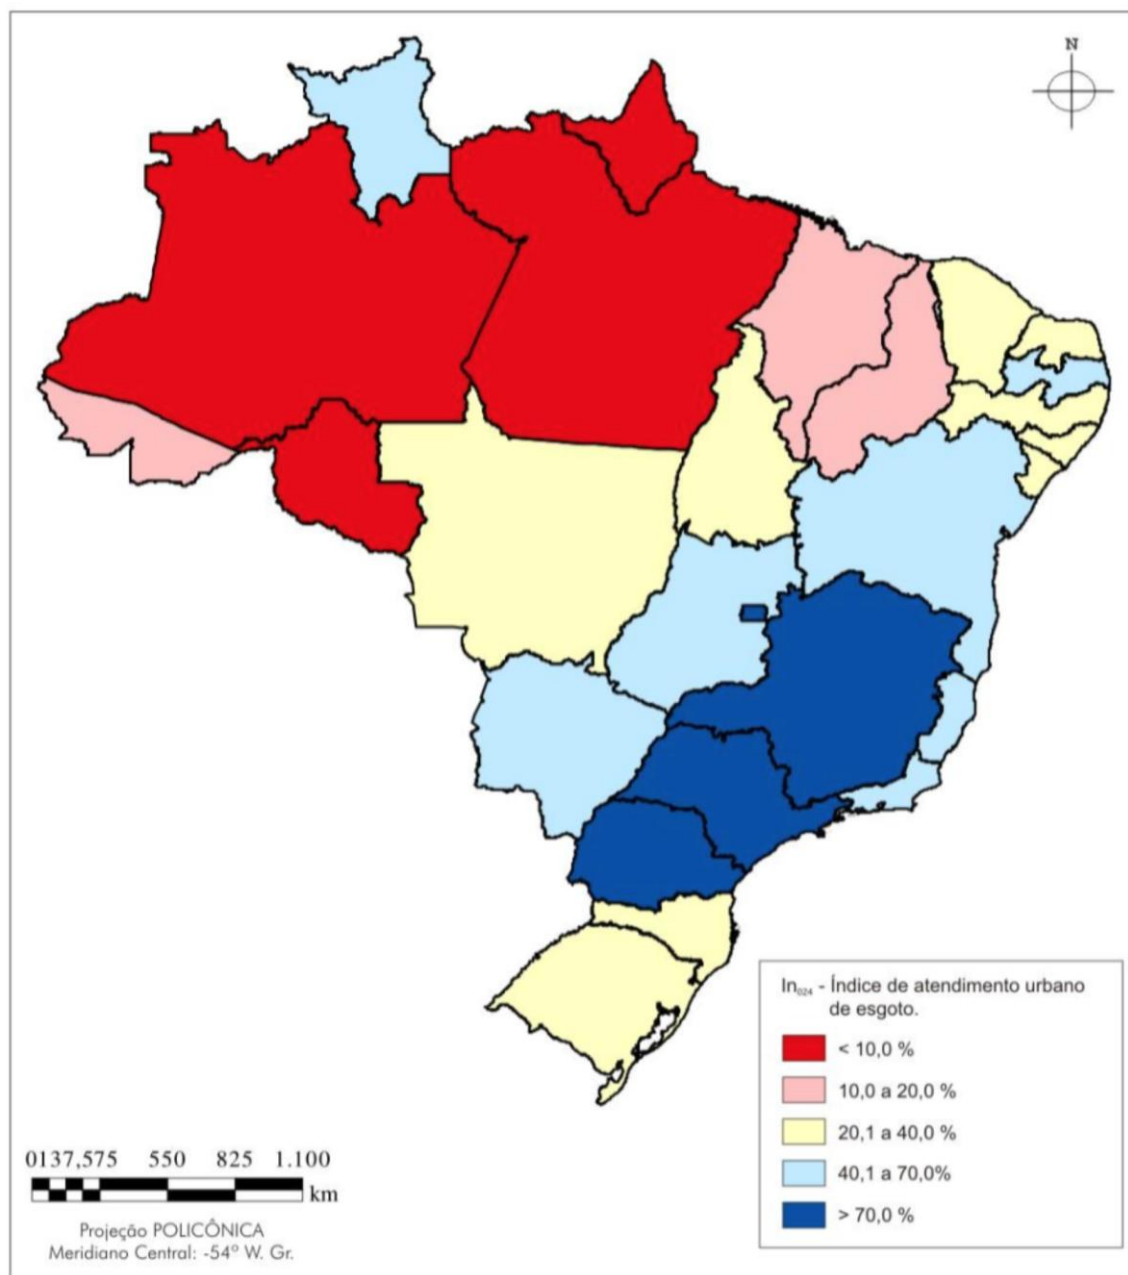 N
In₀₂₄ - Índice de atendimento urbano
de esgoto.
< 10,0 %
10,0 a 20,0 %
20,1 a 40,0 %
40,1 a 70,0%
> 70,0 %
0137,575 550 825 1.100
km
Projeção POLICÔNICA
Meridiano Central: -54º W. Gr.